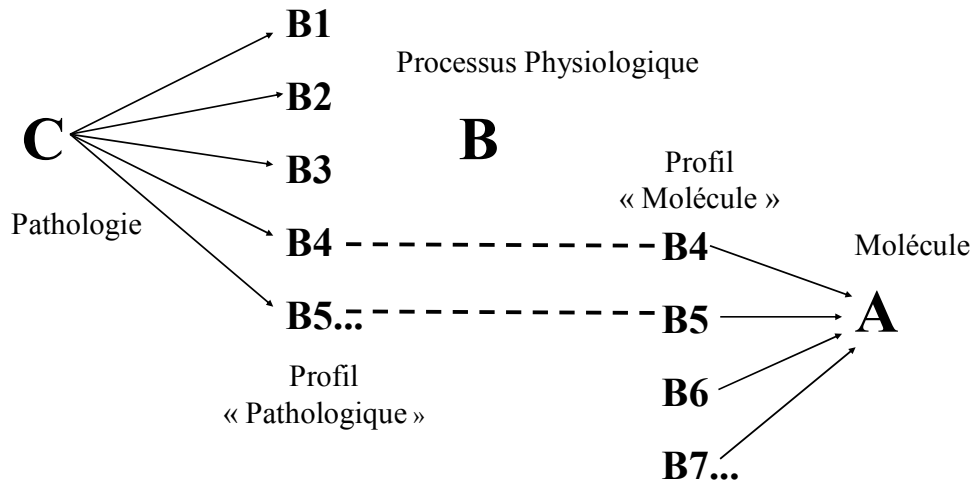 B1
Processus Physiologique
B2
C
B
B3
Profil
« Molécule »
Pathologie
B4
B4
Molécule
B5...
B5
A
Profil
« Pathologique »
B6
B7...